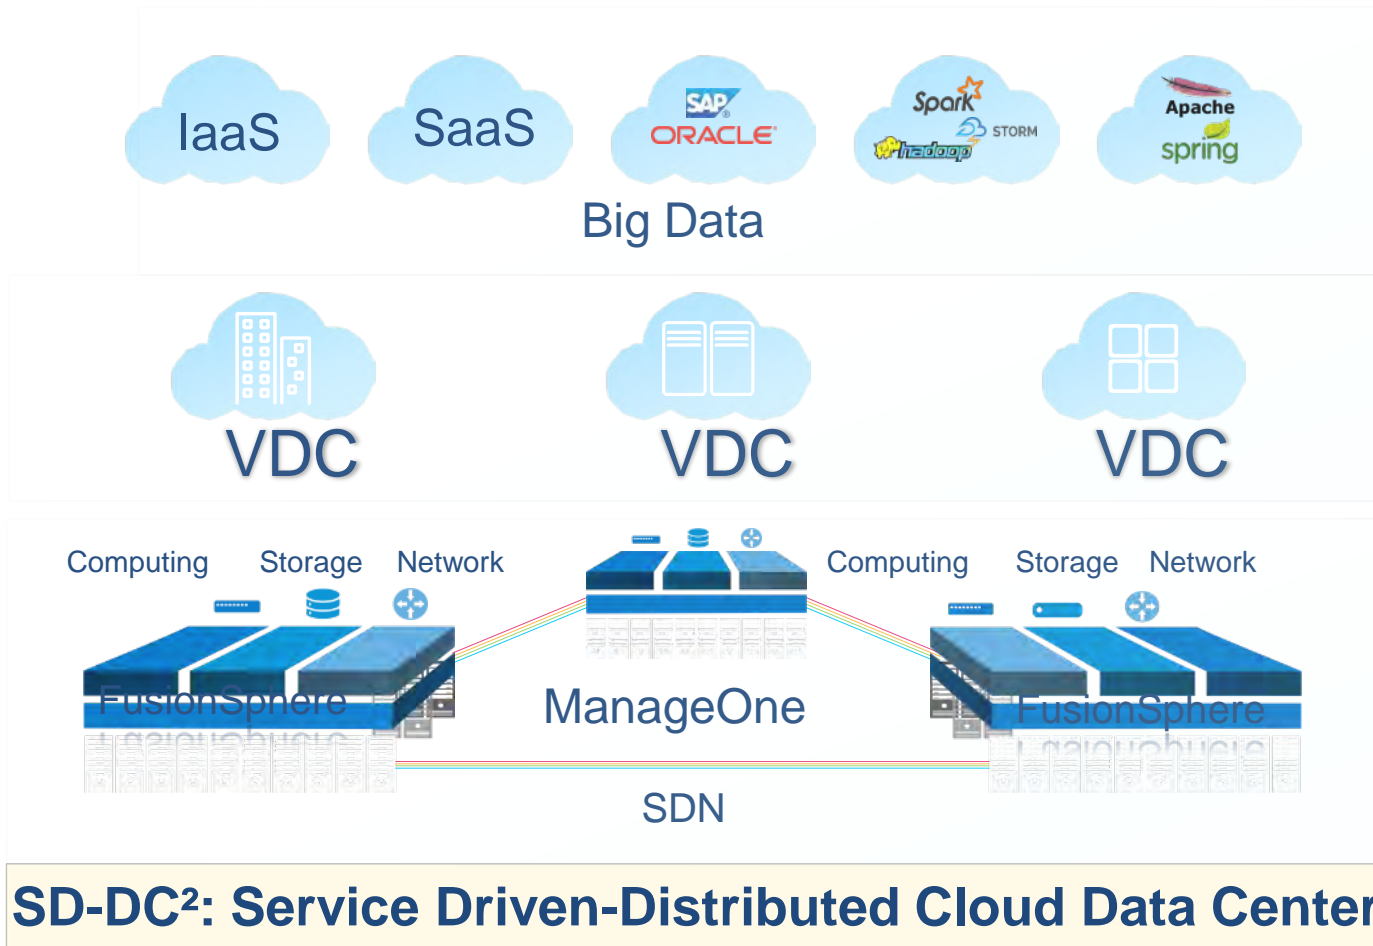 IaaS
SaaS
SAP
ORACLE
Spark
STORM
hadoop
Apache
spring
Big Data
VDC
VDC
VDC
Computing Storage Network
Computing Storage Network
FusionSphere
ManageOne
FusionSphere
SDN
SD-DC²: Service Driven-Distributed Cloud Data Center